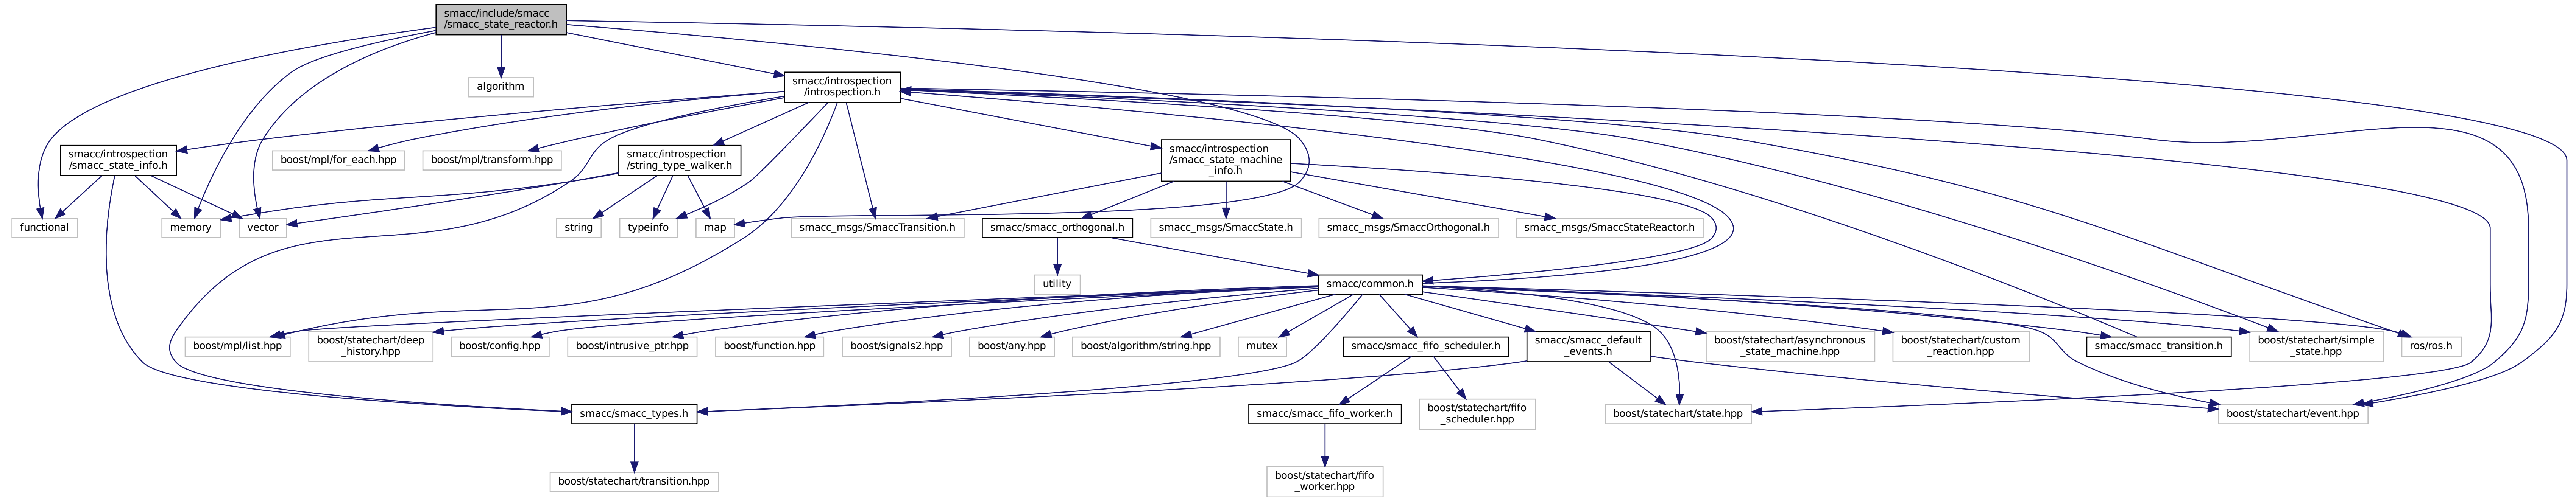 smacc/include/smacc
/smacc_state_reactor.h
algorithm
smacc/introspection
/introspection.h
smacc/introspection
/smacc_state_info.h
boost/mpl/for_each.hpp
boost/mpl/transform.hpp
smacc/introspection
/string_type_walker.h
smacc/introspection
/smacc_state_machine
_info.h
functional
memory
vector
string
typeinfo
map
smacc_msgs/SmaccTransition.h
smacc/smacc_orthogonal.h
smacc_msgs/SmaccState.h
smacc_msgs/SmaccOrthogonal.h
smacc_msgs/SmaccStateReactor.h
utility
smacc/common.h
boost/mpl/list.hpp
boost/statechart/deep
_history.hpp
boost/config.hpp
boost/intrusive_ptr.hpp
boost/function.hpp
boost/signals2.hpp
boost/any.hpp
boost/algorithm/string.hpp
mutex
smacc/smacc_fifo_scheduler.h
smacc/smacc_default
_events.h
boost/statechart/asynchronous
_state_machine.hpp
boost/statechart/custom
_reaction.hpp
smacc/smacc_transition.h
boost/statechart/simple
_state.hpp
ros/ros.h
smacc/smacc_types.h
smacc/smacc_fifo_worker.h
boost/statechart/fifo
_scheduler.hpp
boost/statechart/state.hpp
boost/statechart/event.hpp
boost/statechart/transition.hpp
boost/statechart/fifo
_worker.hpp